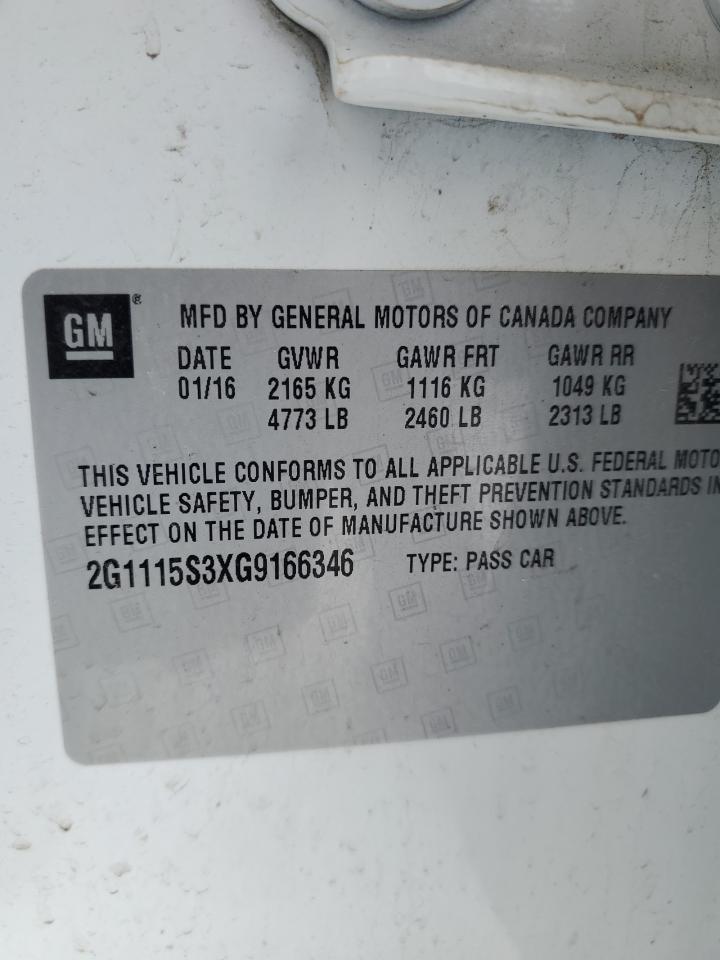 GM ®
MFD BY GENERAL MOTORS OF CANADA COMPANY
DATE GVWR GAWR FRT GAWR RR
01/16 2165 KG 1116 KG 1049 KG
4773 LB 2460 LB 2313 LB
THIS VEHICLE CONFORMS TO ALL APPLICABLE U.S. FEDERAL MOTO
VEHICLE SAFETY, BUMPER, AND THEFT PREVENTION STANDARDS IN
EFFECT ON THE DATE OF MANUFACTURE SHOWN ABOVE.
2G1115S3XG9166346 TYPE: PASS CAR